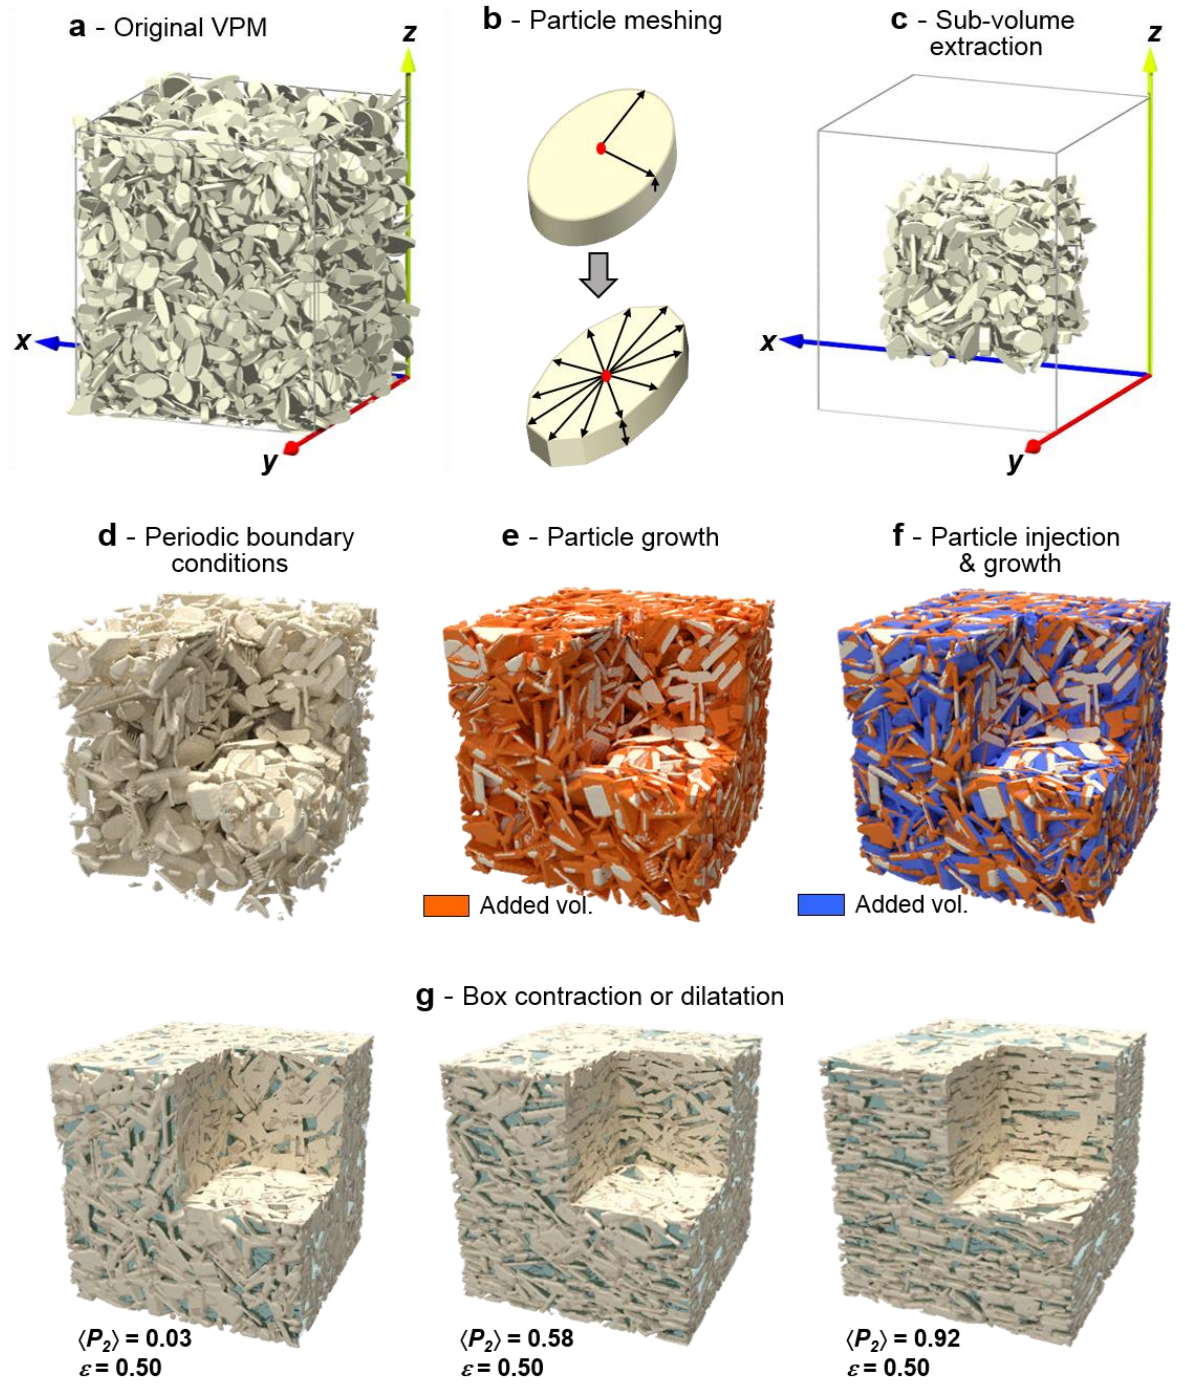 a - Original VPM
b - Particle meshing
c - Sub-volume
extraction
z
x
y
z
x
y
d - Periodic boundary
conditions
e - Particle growth
f - Particle injection
& growth
Added vol.
Added vol.
g - Box contraction or dilatation
⟨P₂⟩ = 0.03
ε = 0.50
⟨P₂⟩ = 0.58
ε = 0.50
⟨P₂⟩ = 0.92
ε = 0.50